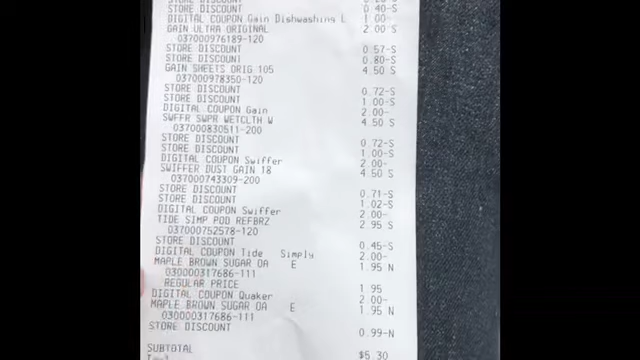 STORE DISCOUNT
STORE DISCOUNT 0.40-S
DIGITAL COUPON Gain Dishwashing L 1.00-
GAIN ULTRA ORIGINAL 2.00 S
037000976189-120
STORE DISCOUNT 0.57-S
STORE DISCOUNT 0.80-S
GAIN SHEETS ORIG 105 4.50 S
037000978350-120
STORE DISCOUNT 0.72-S
STORE DISCOUNT 1.00-S
DIGITAL COUPON Gain 2.00-
SWFFR SWPR WETCLTH W 4.50 S
037000830511-200
STORE DISCOUNT 0.72-S
STORE DISCOUNT 1.00-S
DIGITAL COUPON Swiffer 2.00-
SWIFFER DUST GAIN 18 4.50 S
037000743309-200
STORE DISCOUNT 0.71-S
STORE DISCOUNT 1.02-S
DIGITAL COUPON Swiffer 2.00-
TIDE SIMP POD REFBRZ 2.95 S
037000752578-120
STORE DISCOUNT 0.45-S
DIGITAL COUPON Tide Simply 2.00-
MAPLE BROWN SUGAR OA E 1.95 N
030000317686-111
REGULAR PRICE 1.95
DIGITAL COUPON Quaker 2.00-
MAPLE BROWN SUGAR OA E 1.95 N
030000317686-111
STORE DISCOUNT 0.99-N
SUBTOTAL $5.30